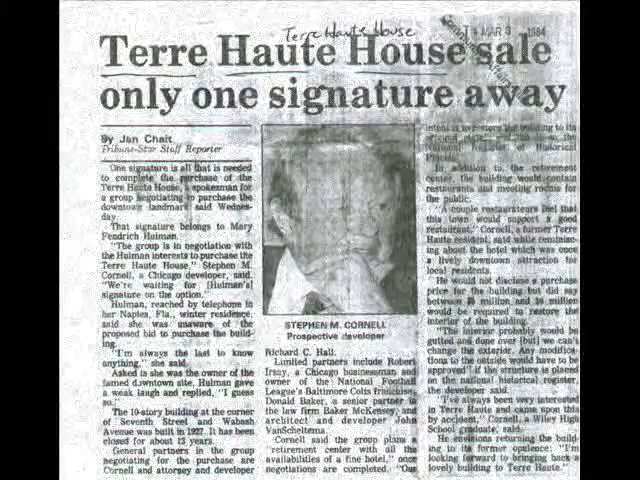 Terre Haute House
MAR 8 1984
Terre Haute House sale
only one signature away
By Jan Chait
Tribune-Star Staff Reporter
One signature is all that is needed
to complete the purchase of the
Terre Haute House, a spokesman for
a group negotiating to purchase the
downtown landmark said Wednes-
day.
That signature belongs to Mary
Fendrich Hulman.
"The group is in negotiation with
the Hulman interests to purchase the
Terre Haute House," Stephen M.
Cornell, a Chicago developer, said.
"We're waiting for [Hulman's]
signature on the option."
Hulman, reached by telephone in
her Naples, Fla., winter residence,
said she was unaware of the
proposed bid to purchase the build-
ing.
"I'm always the last to know
anything," she said.
Asked is she was the owner of the
famed downtown site, Hulman gave
a weak laugh and replied, "I guess
so."
The 10-story building at the corner
of Seventh Street and Wabash
Avenue was built in 1927. It has been
closed for about 13 years.
General partners in the group
negotiating for the purchase are
Cornell and attorney and developer
STEPHEN M. CORNELL
Prospective developer
Richard C. Hall.
Limited partners include Robert
Irsay, a Chicago businessman and
owner of the National Football
League's Baltimore Colts franchise,
Donald Baker, a senior partner in
the law firm Baker McKensey, and
architect and developer John
VanScheltema.
Cornell said the group plans a
"retirement center with all the
availabilities of a fine hotel," once
negotiations are completed. "Our
intent is to restore the building to its
National Register of Historical
Places.
In addition to the retirement
center, the building would contain
restaurants and meeting rooms for the
public.
"A couple restaurateurs feel that
this town would support a good
restaurant," Cornell, a former Terre
Haute resident, said while reminisc-
ing about the hotel which was once
a lively downtown attraction for
local residents.
He would not disclose a purchase
price for the building but did say
between million and million
would be required to restore the
interior of the building.
"The interior probably would be
gutted and done over [but] we can't
change the exterior. Any modifica-
tions to the outside would have to be
approved" if the structure is placed
on the national historical register,
the developer said.
"I've always been very interested
in Terre Haute and came upon this
by accident," Cornell, a Wiley High
School graduate, said.
He envisions returning the build-
ing to its former opulence: "I'm
looking forward to bringing back a
lovely building to Terre Haute."